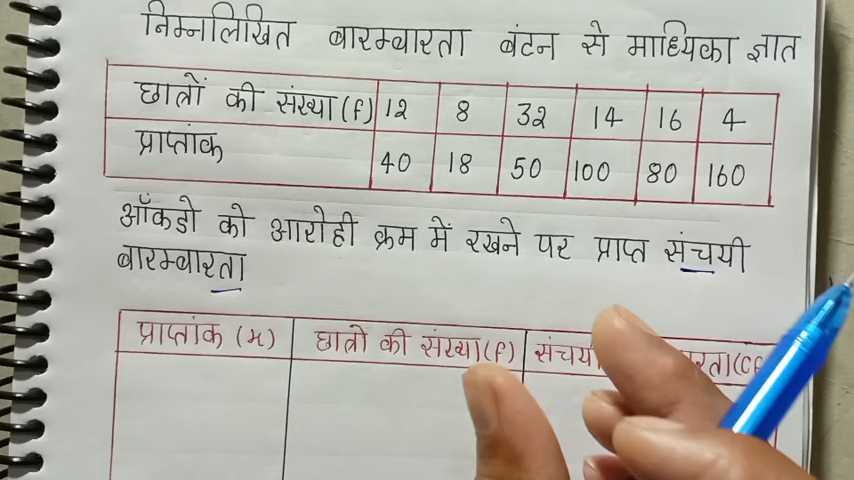 निम्नलिखित बारम्बारता बंटन से माध्यिका ज्ञात
छात्रों की संख्या (f) 12 8 32 14 16 4
प्राप्तांक 40 18 50 100 80 160
आँकडो को आरोही क्रम में रखने पर प्राप्त संचयी
बारम्बारता
प्राप्तांक (x) छात्रो की संख्या (f)